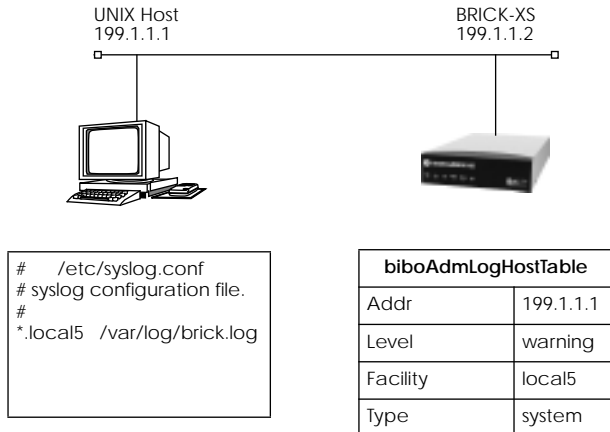 UNIX Host
199.1.1.1
BRICK-XS
199.1.1.2
# /etc/syslog.conf
# syslog configuration file.
#
*.local5 /var/log/brick.log
biboAdmLogHostTable
Addr 199.1.1.1
Level warning
Facility local5
Type system